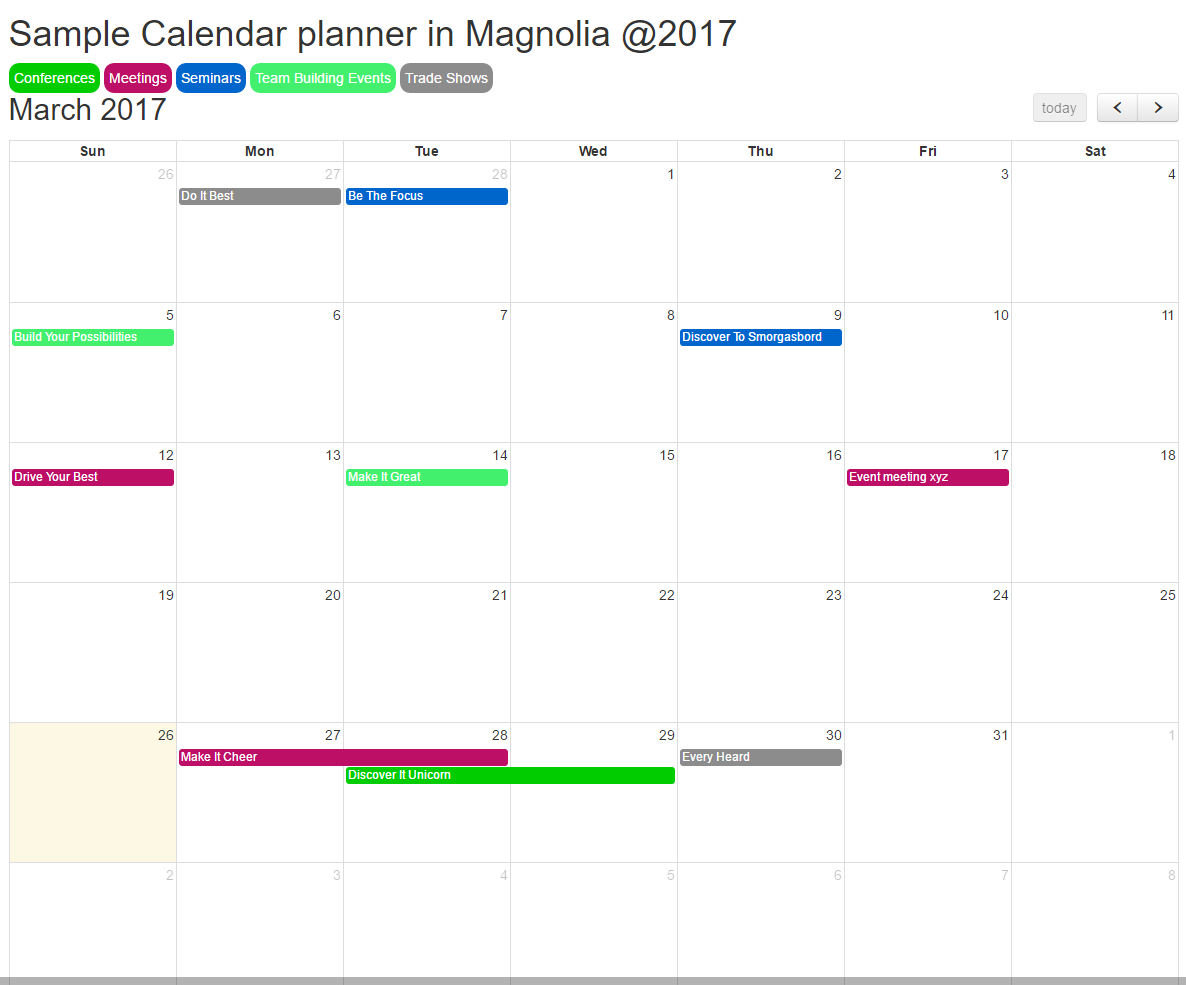 Sample Calendar planner in Magnolia @2017
Conferences Meetings Seminars Team Building Events Trade Shows
March 2017 today
Sun Mon Tue Wed Thu Fri Sat
26 27 28 1 2 3 4
Do It Best Be The Focus
5 6 7 8 9 10 11
Build Your Possibilities Discover To Smorgasbord
12 13 14 15 16 17 18
Drive Your Best Make It Great Event meeting xyz
19 20 21 22 23 24 25
26 27 28 29 30 31 1
Make It Cheer Every Heard
Discover It Unicorn
2 3 4 5 6 7 8